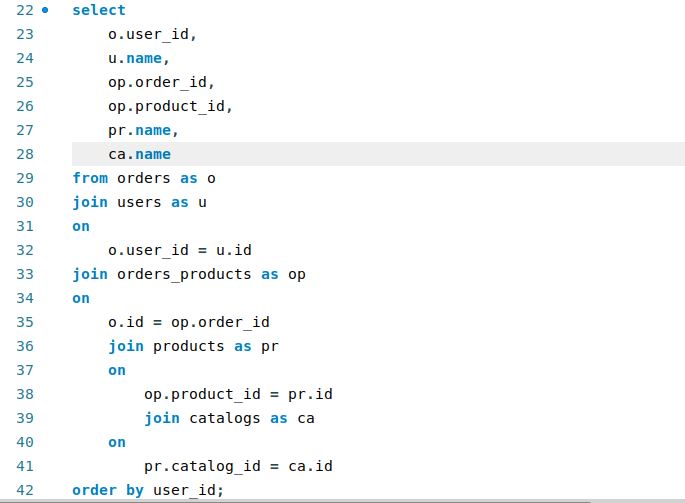 22 select
23 o.user_id,
24 u.name,
25 op.order_id,
26 op.product_id,
27 pr.name,
28 ca.name
29 from orders as o
30 join users as u
31 on
32 o.user_id = u.id
33 join orders_products as op
34 on
35 o.id = op.order_id
36 join products as pr
37 on
38 op.product_id = pr.id
39 join catalogs as ca
40 on
41 pr.catalog_id = ca.id
42 order by user_id;